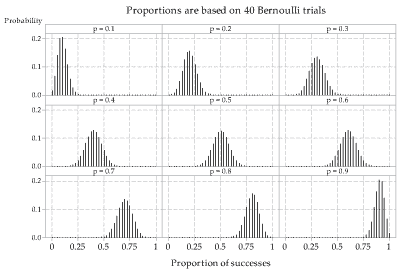 Proportions are based on 40 Bernoulli trials
Probability
p = 0.1 p = 0.2 p = 0.3
0.2
0.1
0.0
p = 0.4 p = 0.5 p = 0.6
0.2
0.1
0.0
p = 0.7 p = 0.8 p = 0.9
0.2
0.1
0.0
0 0.25 0.5 0.75 1 0 0.25 0.5 0.75 1 0 0.25 0.5 0.75 1
Proportion of successes